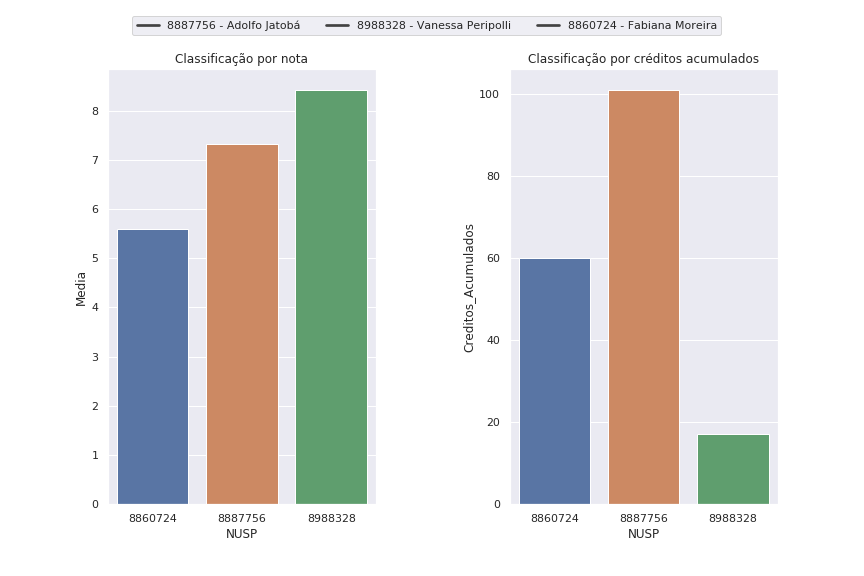 8887756 - Adolfo Jatobá 8988328 - Vanessa Peripolli 8860724 - Fabiana Moreira
Classificação por nota
8
7
6
5
4
3
2
1
0
Media
8860724 8887756 8988328
NUSP
Classificação por créditos acumulados
100
80
60
40
20
0
Creditos_Acumulados
8860724 8887756 8988328
NUSP